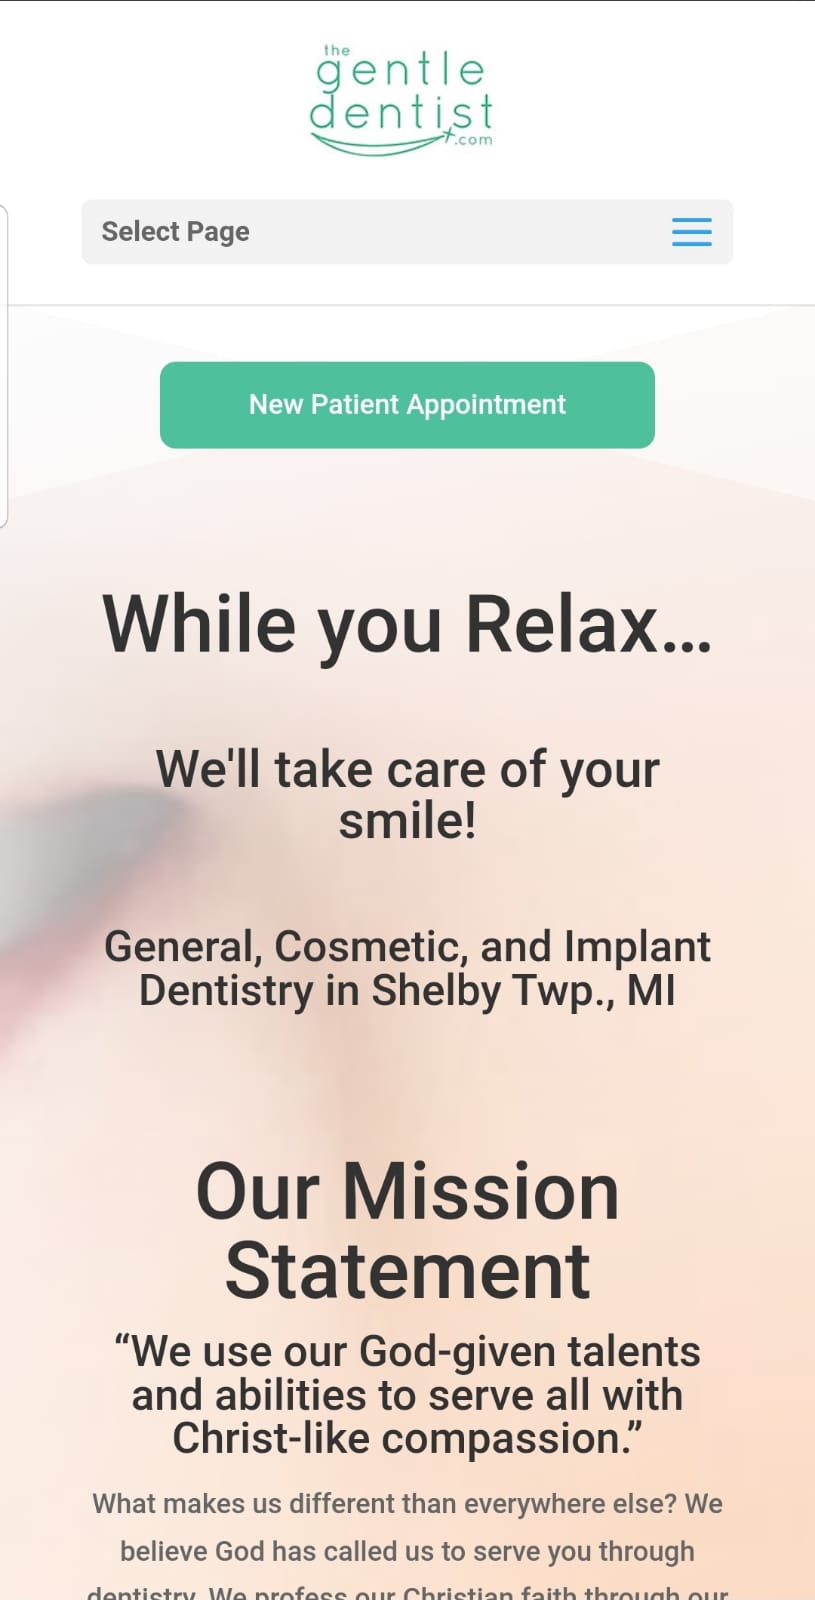 the
gentle
dentist
.com
Select Page
New Patient Appointment
While you Relax…
We'll take care of your
smile!
General, Cosmetic, and Implant
Dentistry in Shelby Twp., MI
Our Mission
Statement
“We use our God-given talents
and abilities to serve all with
Christ-like compassion.”
What makes us different than everywhere else? We
believe God has called us to serve you through
dentistry. We profess our Christian faith through our